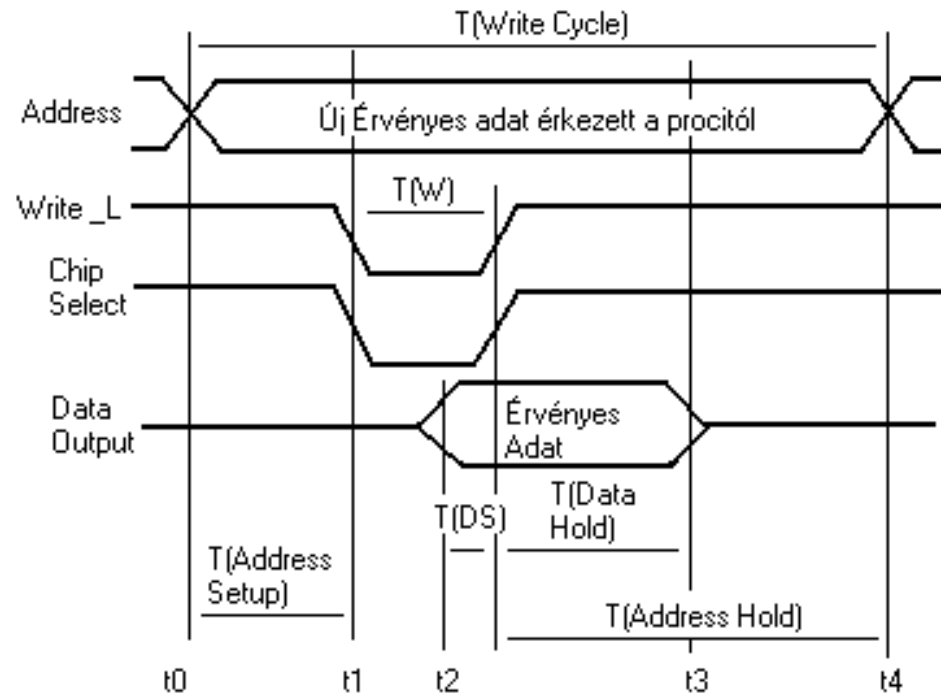 T(Write Cycle)
Address
Új Érvényes adat érkezett a procitól
T(W)
Write _L
Chip
Select
Data
Output
Érvényes
Adat
T(DS)
T(Data
Hold)
T(Address
Setup)
T(Address Hold)
t0 t1 t2 t3 t4